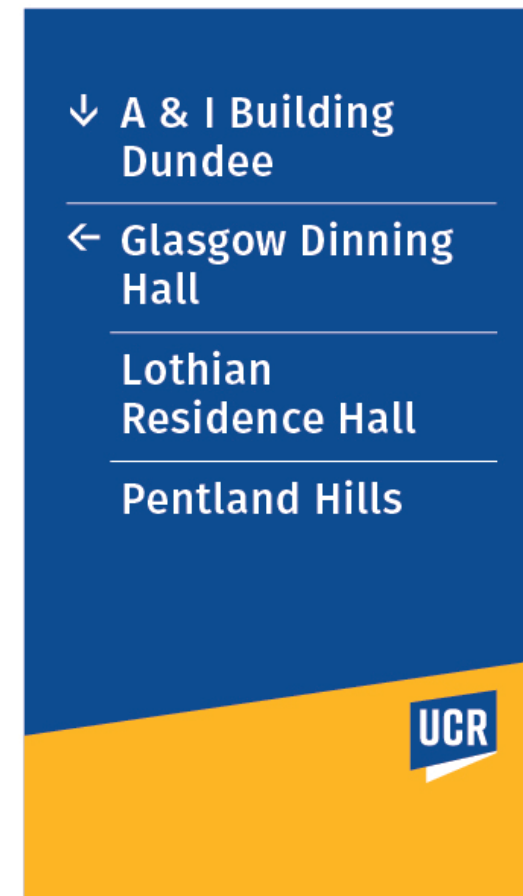 ↓ A & I Building
Dundee
← Glasgow Dinning
Hall
Lothian
Residence Hall
Pentland Hills
UCR